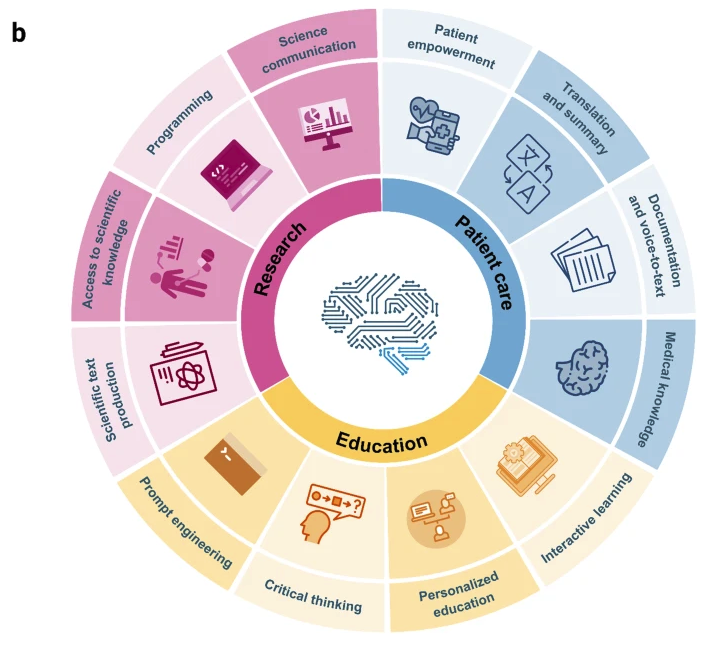 b
Science
communication
Patient
empowerment
Translation
and summary
Documentation
and voice-to-text
Medical knowledge
Interactive learning
Personalized
education
Critical thinking
Prompt engineering
Scientific text
production
Access to scientific
knowledge
Programming
Research
Patient care
Education
</>
文
A
?